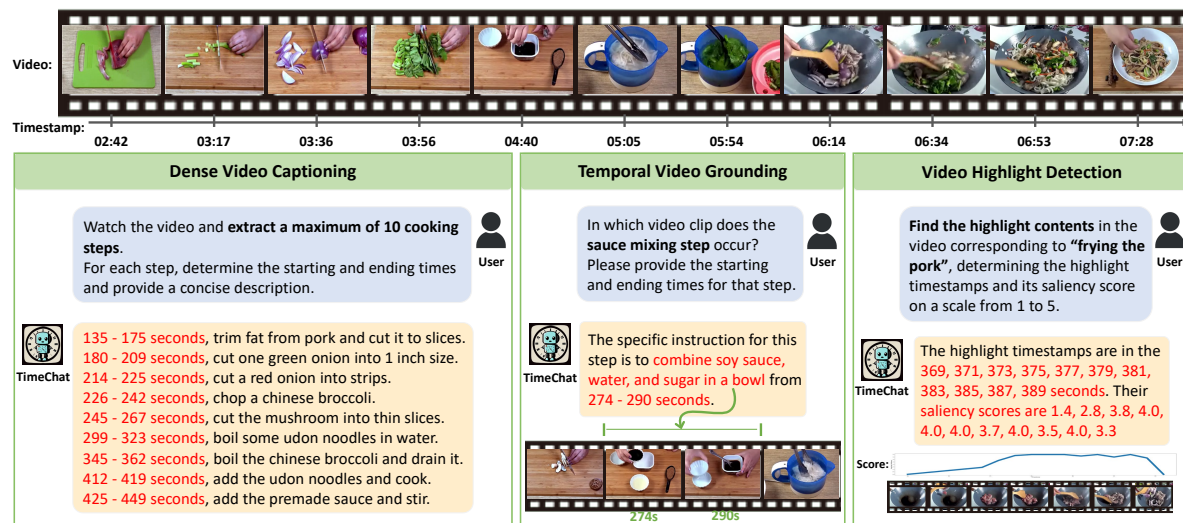 Video:
Timestamp:
02:42 03:17 03:36 03:56 04:40 05:05 05:54 06:14 06:34 06:53 07:28
Dense Video Captioning
Watch the video and extract a maximum of 10 cooking
steps.
For each step, determine the starting and ending times
and provide a concise description.
User
TimeChat
135 - 175 seconds, trim fat from pork and cut it to slices.
180 - 209 seconds, cut one green onion into 1 inch size.
214 - 225 seconds, cut a red onion into strips.
226 - 242 seconds, chop a chinese broccoli.
245 - 267 seconds, cut the mushroom into thin slices.
299 - 323 seconds, boil some udon noodles in water.
345 - 362 seconds, boil the chinese broccoli and drain it.
412 - 419 seconds, add the udon noodles and cook.
425 - 449 seconds, add the premade sauce and stir.
Temporal Video Grounding
In which video clip does the
sauce mixing step occur?
Please provide the starting
and ending times for that step.
User
TimeChat
The specific instruction for this
step is to combine soy sauce,
water, and sugar in a bowl from
274 - 290 seconds.
274s 290s
Video Highlight Detection
Find the highlight contents in the
video corresponding to “frying the
pork”, determining the highlight
timestamps and its saliency score
on a scale from 1 to 5.
User
TimeChat
The highlight timestamps are in the
369, 371, 373, 375, 377, 379, 381,
383, 385, 387, 389 seconds. Their
saliency scores are 1.4, 2.8, 3.8, 4.0,
4.0, 4.0, 3.7, 4.0, 3.5, 4.0, 3.3
Score: